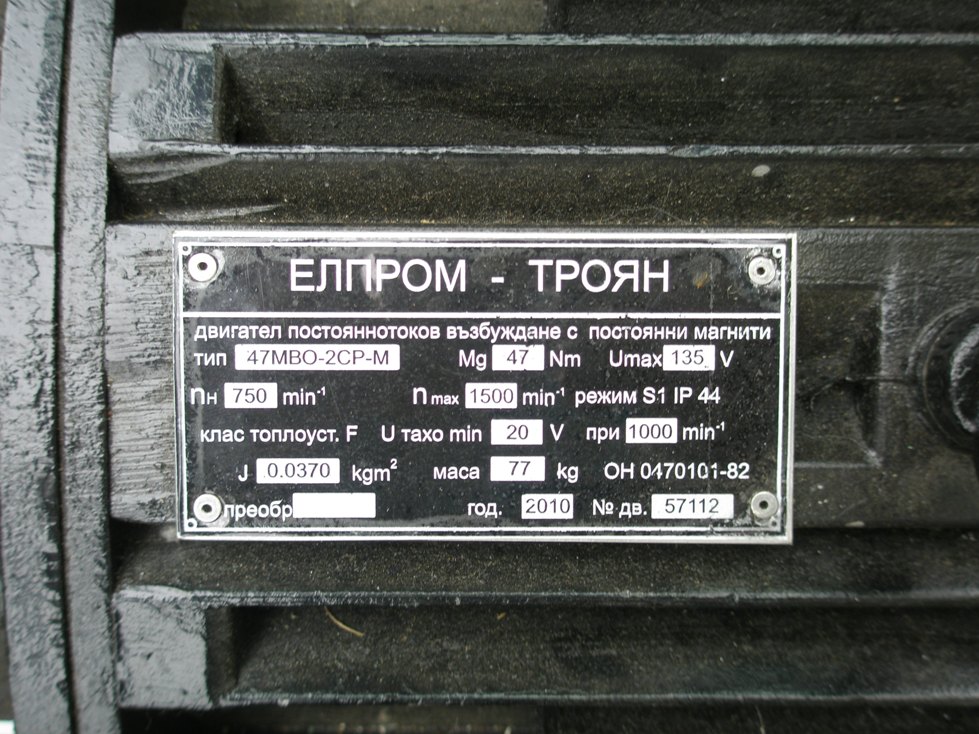 ЕЛПРОМ - ТРОЯН
двигател постояннотоков възбуждане с постоянни магнити
тип 47МВО-2СР-М Mg 47 Nm Umax 135 V
nн 750 min⁻¹ n max 1500 min⁻¹ режим S1 IP 44
клас топлоуст. F U тахо min 20 V при 1000 min⁻¹
J 0.0370 kgm² маса 77 kg ОН 0470101-82
преобр год. 2010 № дв. 57112